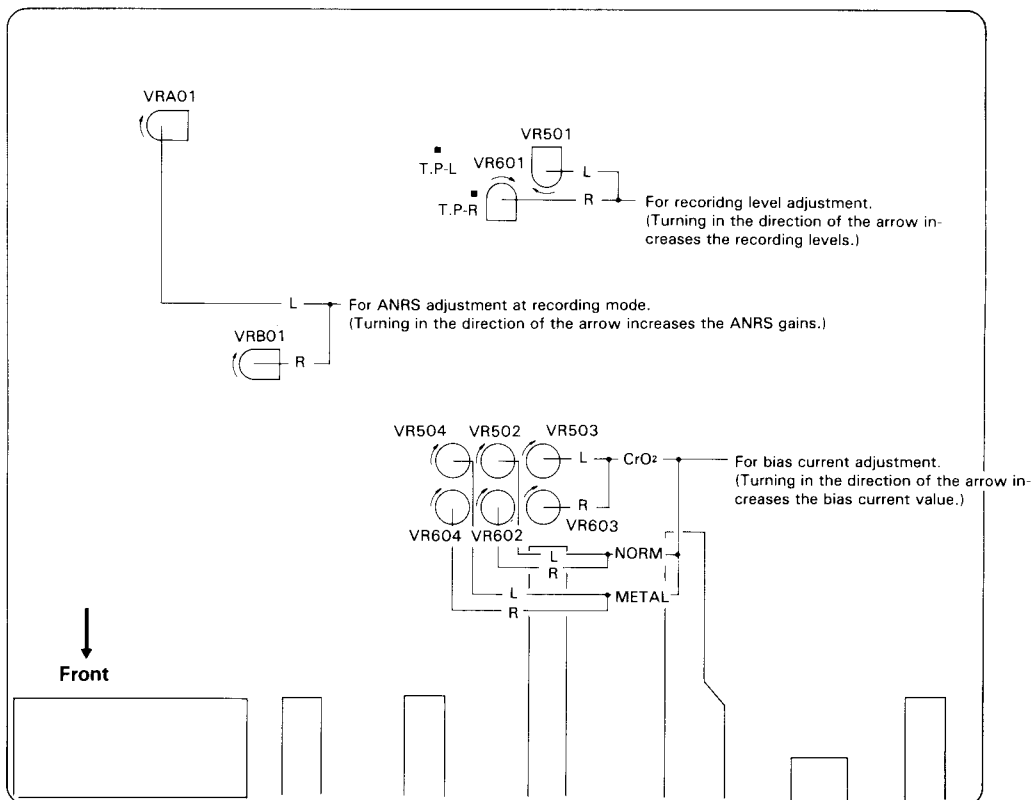 VRA01
VR501
T.P-L
VR601
L
T.P-R
R
For recoridng level adjustment.
(Turning in the direction of the arrow in-
creases the recording levels.)
L
For ANRS adjustment at recording mode.
(Turning in the direction of the arrow increases the ANRS gains.)
VRB01
R
VR504
VR502
VR503
L
CrO2
For bias current adjustment.
(Turning in the direction of the arrow in-
creases the bias current value.)
R
VR604
VR602
VR603
L
NORM
R
L
METAL
R
Front